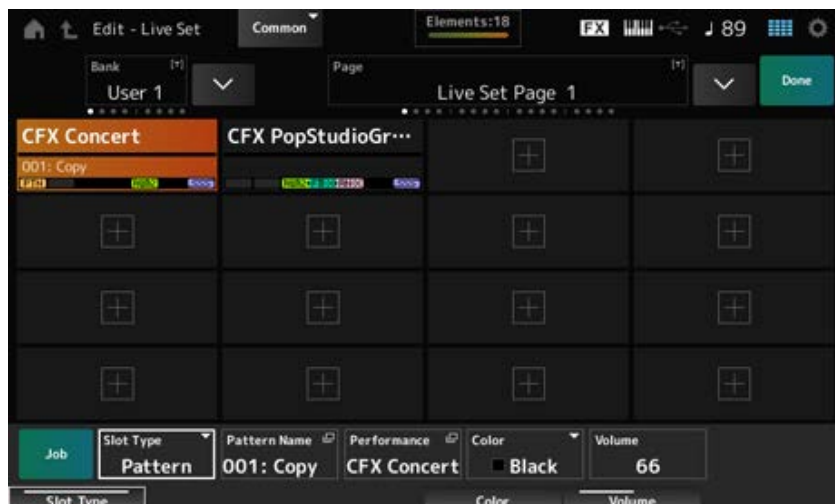 Edit - Live Set
Common
Elements:18
FX
89
Bank
User 1
Page
Live Set Page 1
Done
CFX Concert
001: Copy
PTN
CFX PopStudioGr···
Job
Slot Type
Pattern
Pattern Name
001: Copy
Performance
CFX Concert
Color
Black
Volume
66
Slot Type
Color
Volume